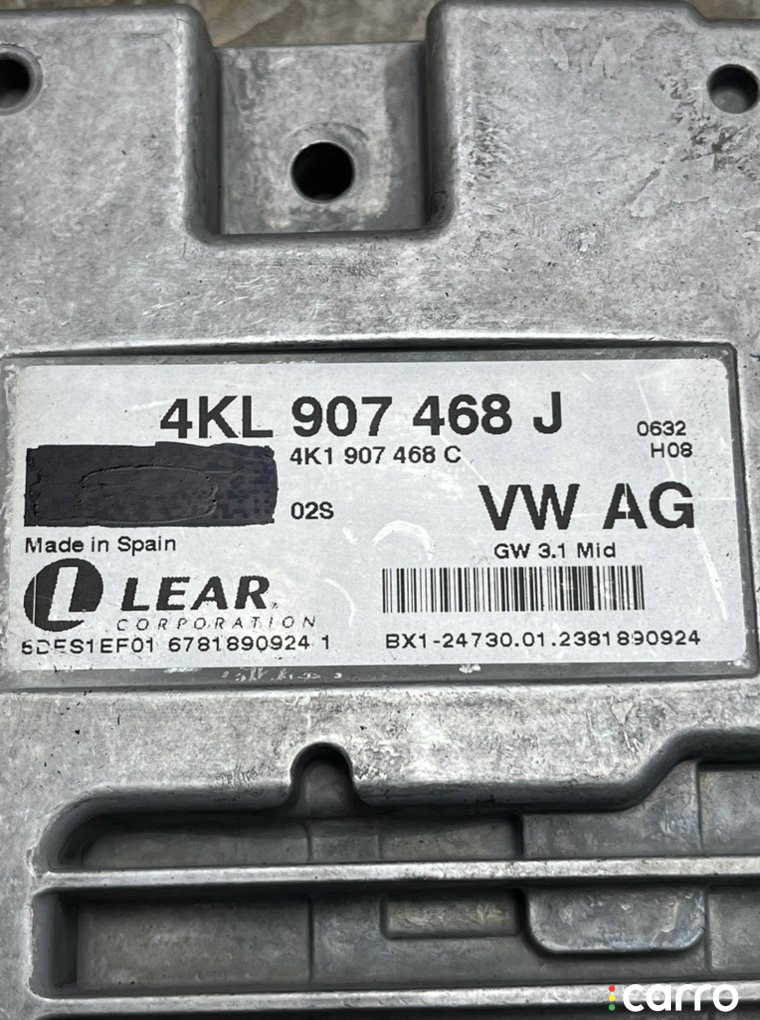 4KL 907 468 J
0632
4K1 907 468 C
H08
02S
VW AG
Made in Spain
GW 3.1 Mid
LEAR
CORPORATION
5DFS1EF01 6781890924 1
BX1-24730.01.2381890924
carro